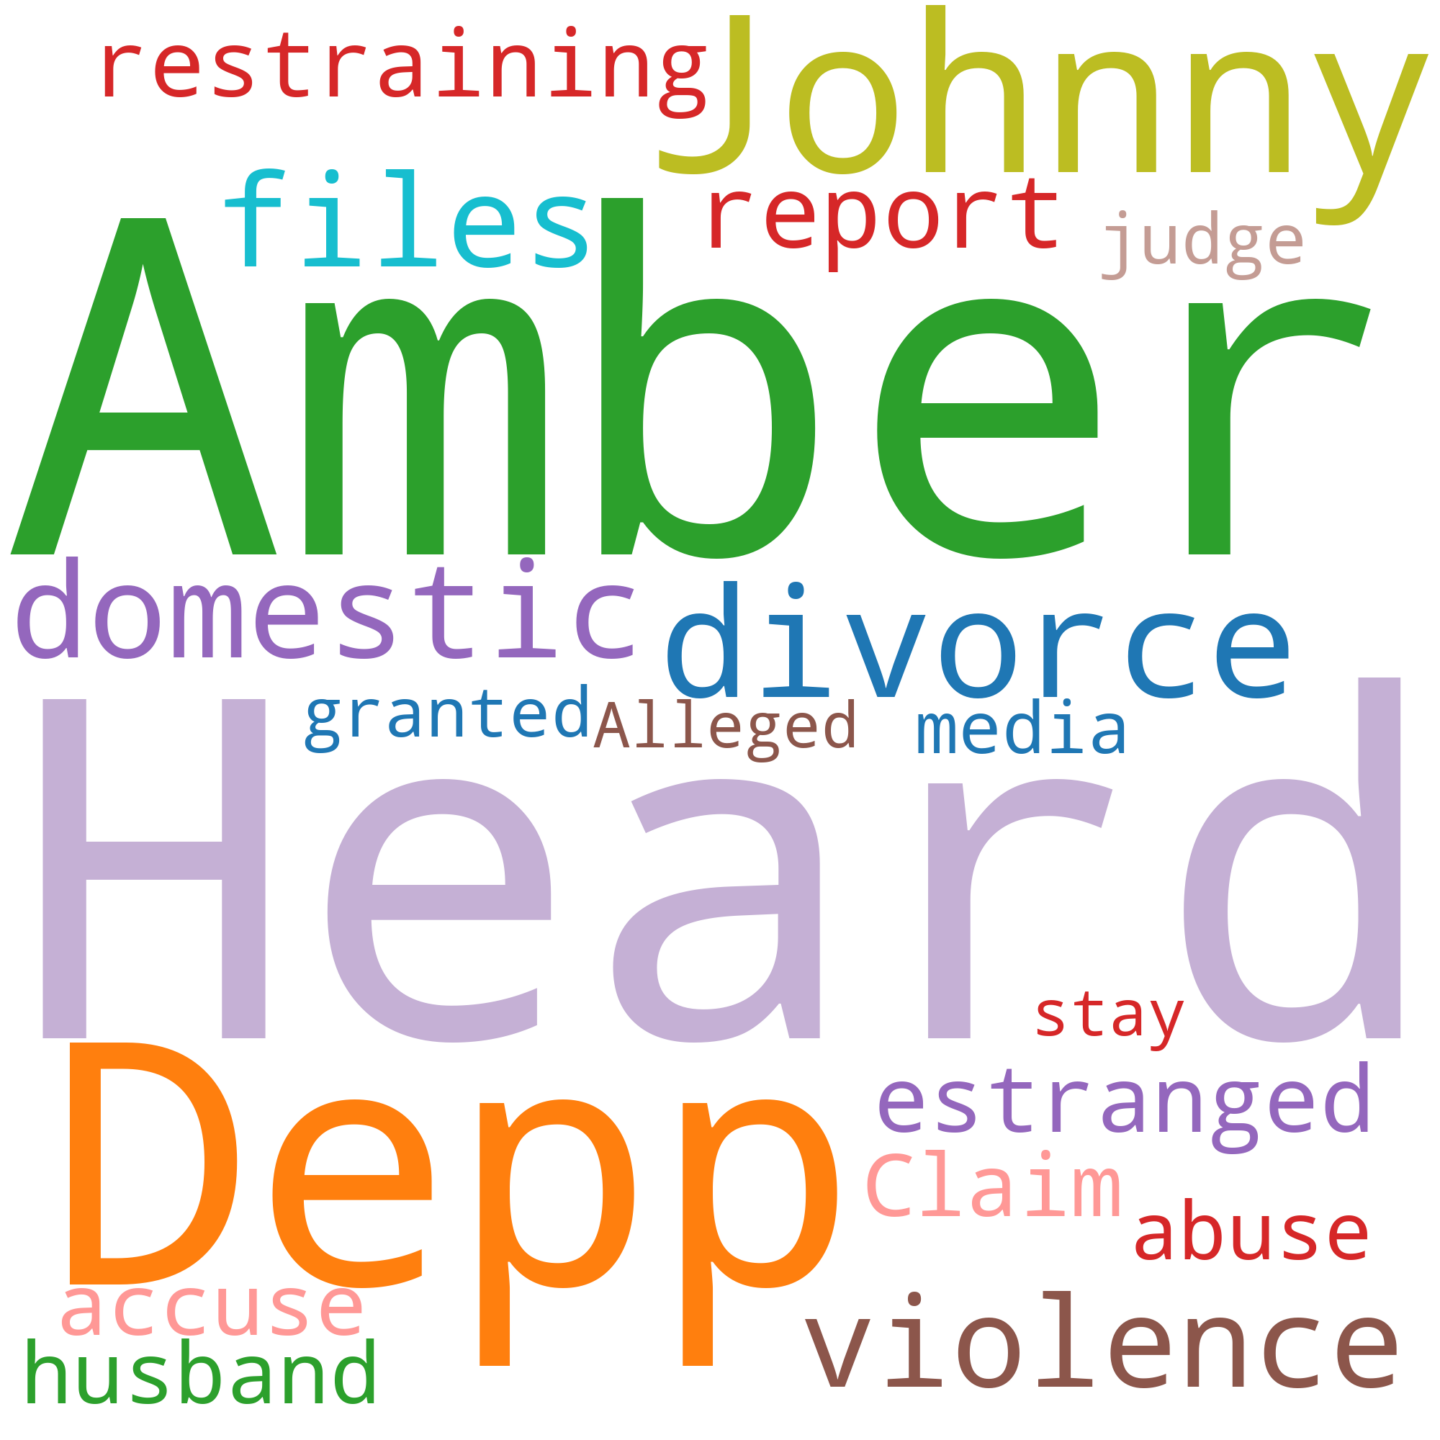 restraining
Johnny
files
report
judge
Amber
domestic
divorce
granted
Alleged
media
Heard
stay
Depp
estranged
Claim
abuse
accuse
violence
husband